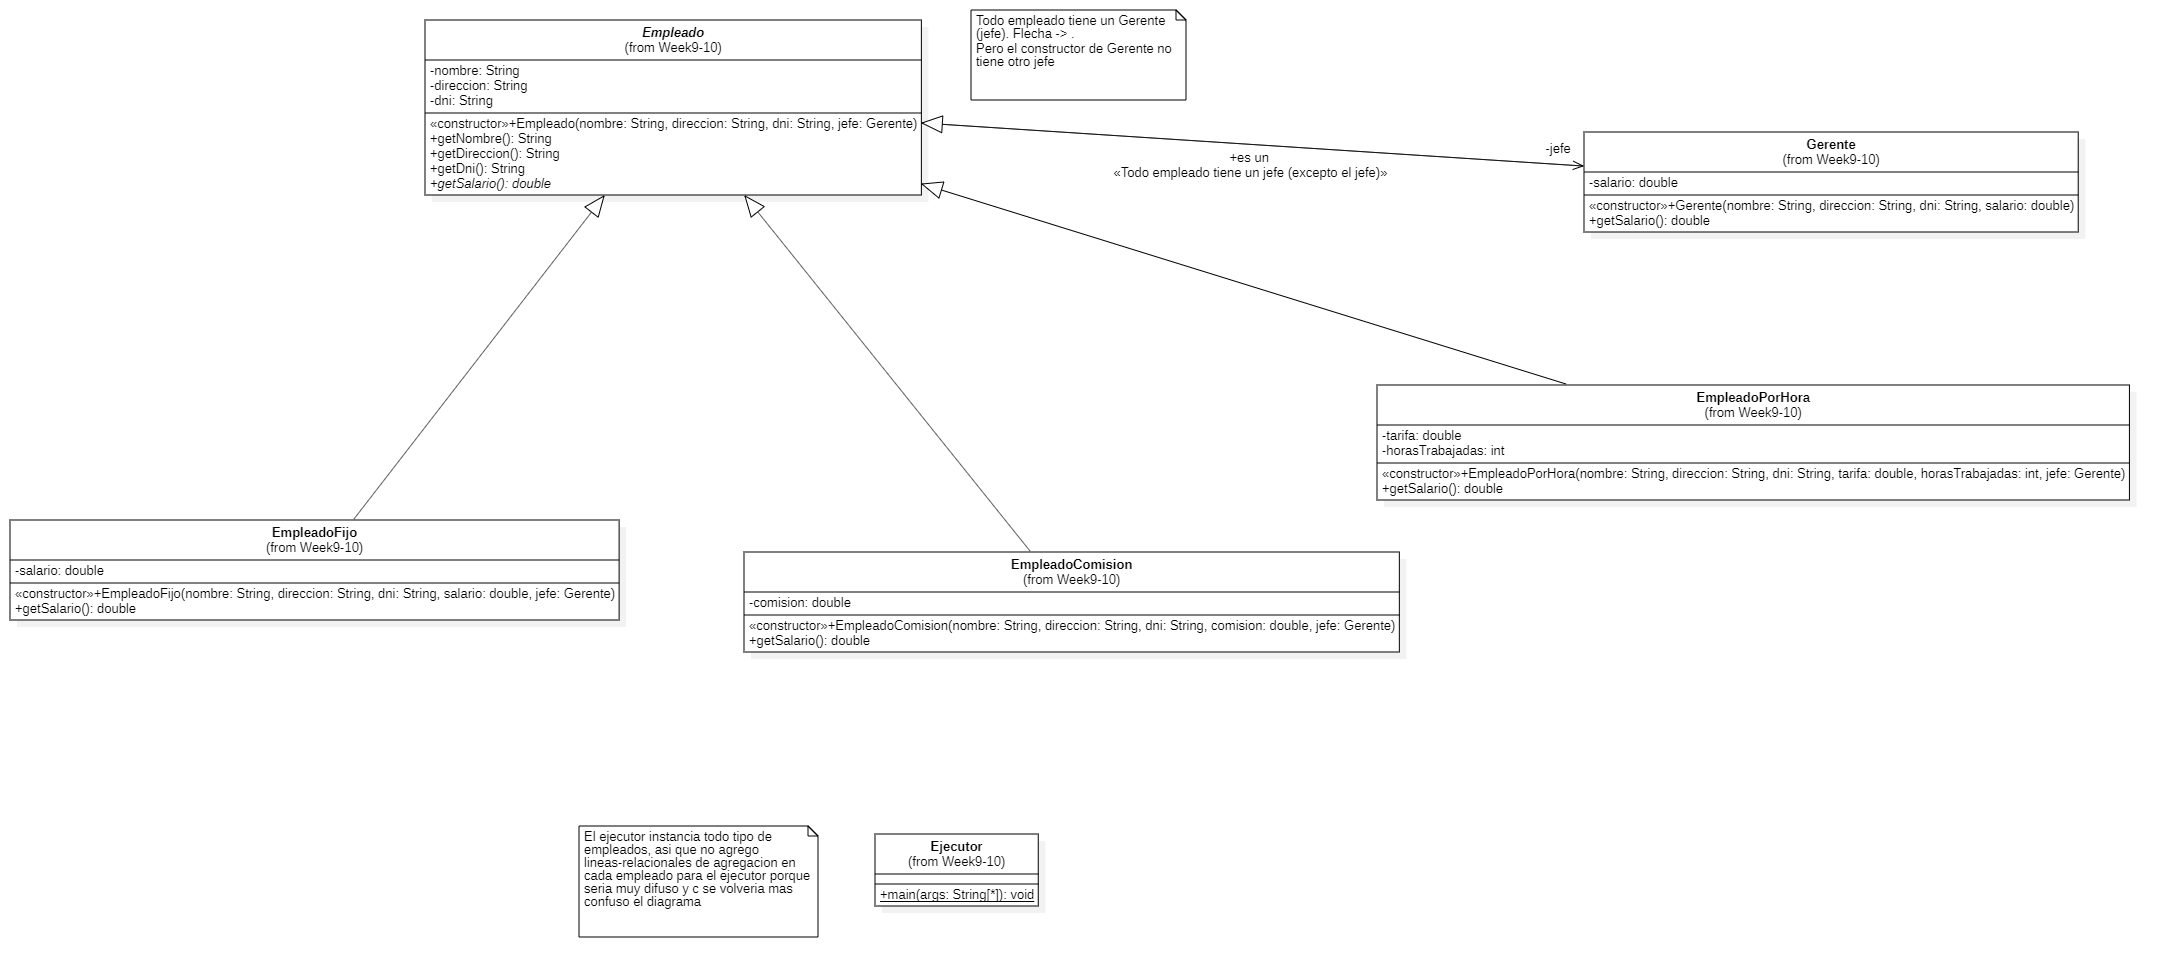 Empleado
(from Week9-10)
-nombre: String
-direccion: String
-dni: String
«constructor»+Empleado(nombre: String, direccion: String, dni: String, jefe: Gerente)
+getNombre(): String
+getDireccion(): String
+getDni(): String
+getSalario(): double
Todo empleado tiene un Gerente
(jefe). Flecha -> .
Pero el constructor de Gerente no
tiene otro jefe
+es un
«Todo empleado tiene un jefe (excepto el jefe)»
-jefe
Gerente
(from Week9-10)
-salario: double
«constructor»+Gerente(nombre: String, direccion: String, dni: String, salario: double)
+getSalario(): double
EmpleadoPorHora
(from Week9-10)
-tarifa: double
-horasTrabajadas: int
«constructor»+EmpleadoPorHora(nombre: String, direccion: String, dni: String, tarifa: double, horasTrabajadas: int, jefe: Gerente)
+getSalario(): double
EmpleadoFijo
(from Week9-10)
-salario: double
«constructor»+EmpleadoFijo(nombre: String, direccion: String, dni: String, salario: double, jefe: Gerente)
+getSalario(): double
EmpleadoComision
(from Week9-10)
-comision: double
«constructor»+EmpleadoComision(nombre: String, direccion: String, dni: String, comision: double, jefe: Gerente)
+getSalario(): double
El ejecutor instancia todo tipo de
empleados, asi que no agrego
lineas-relacionales de agregacion en
cada empleado para el ejecutor porque
seria muy difuso y c se volveria mas
confuso el diagrama
Ejecutor
(from Week9-10)
+main(args: String[*]): void